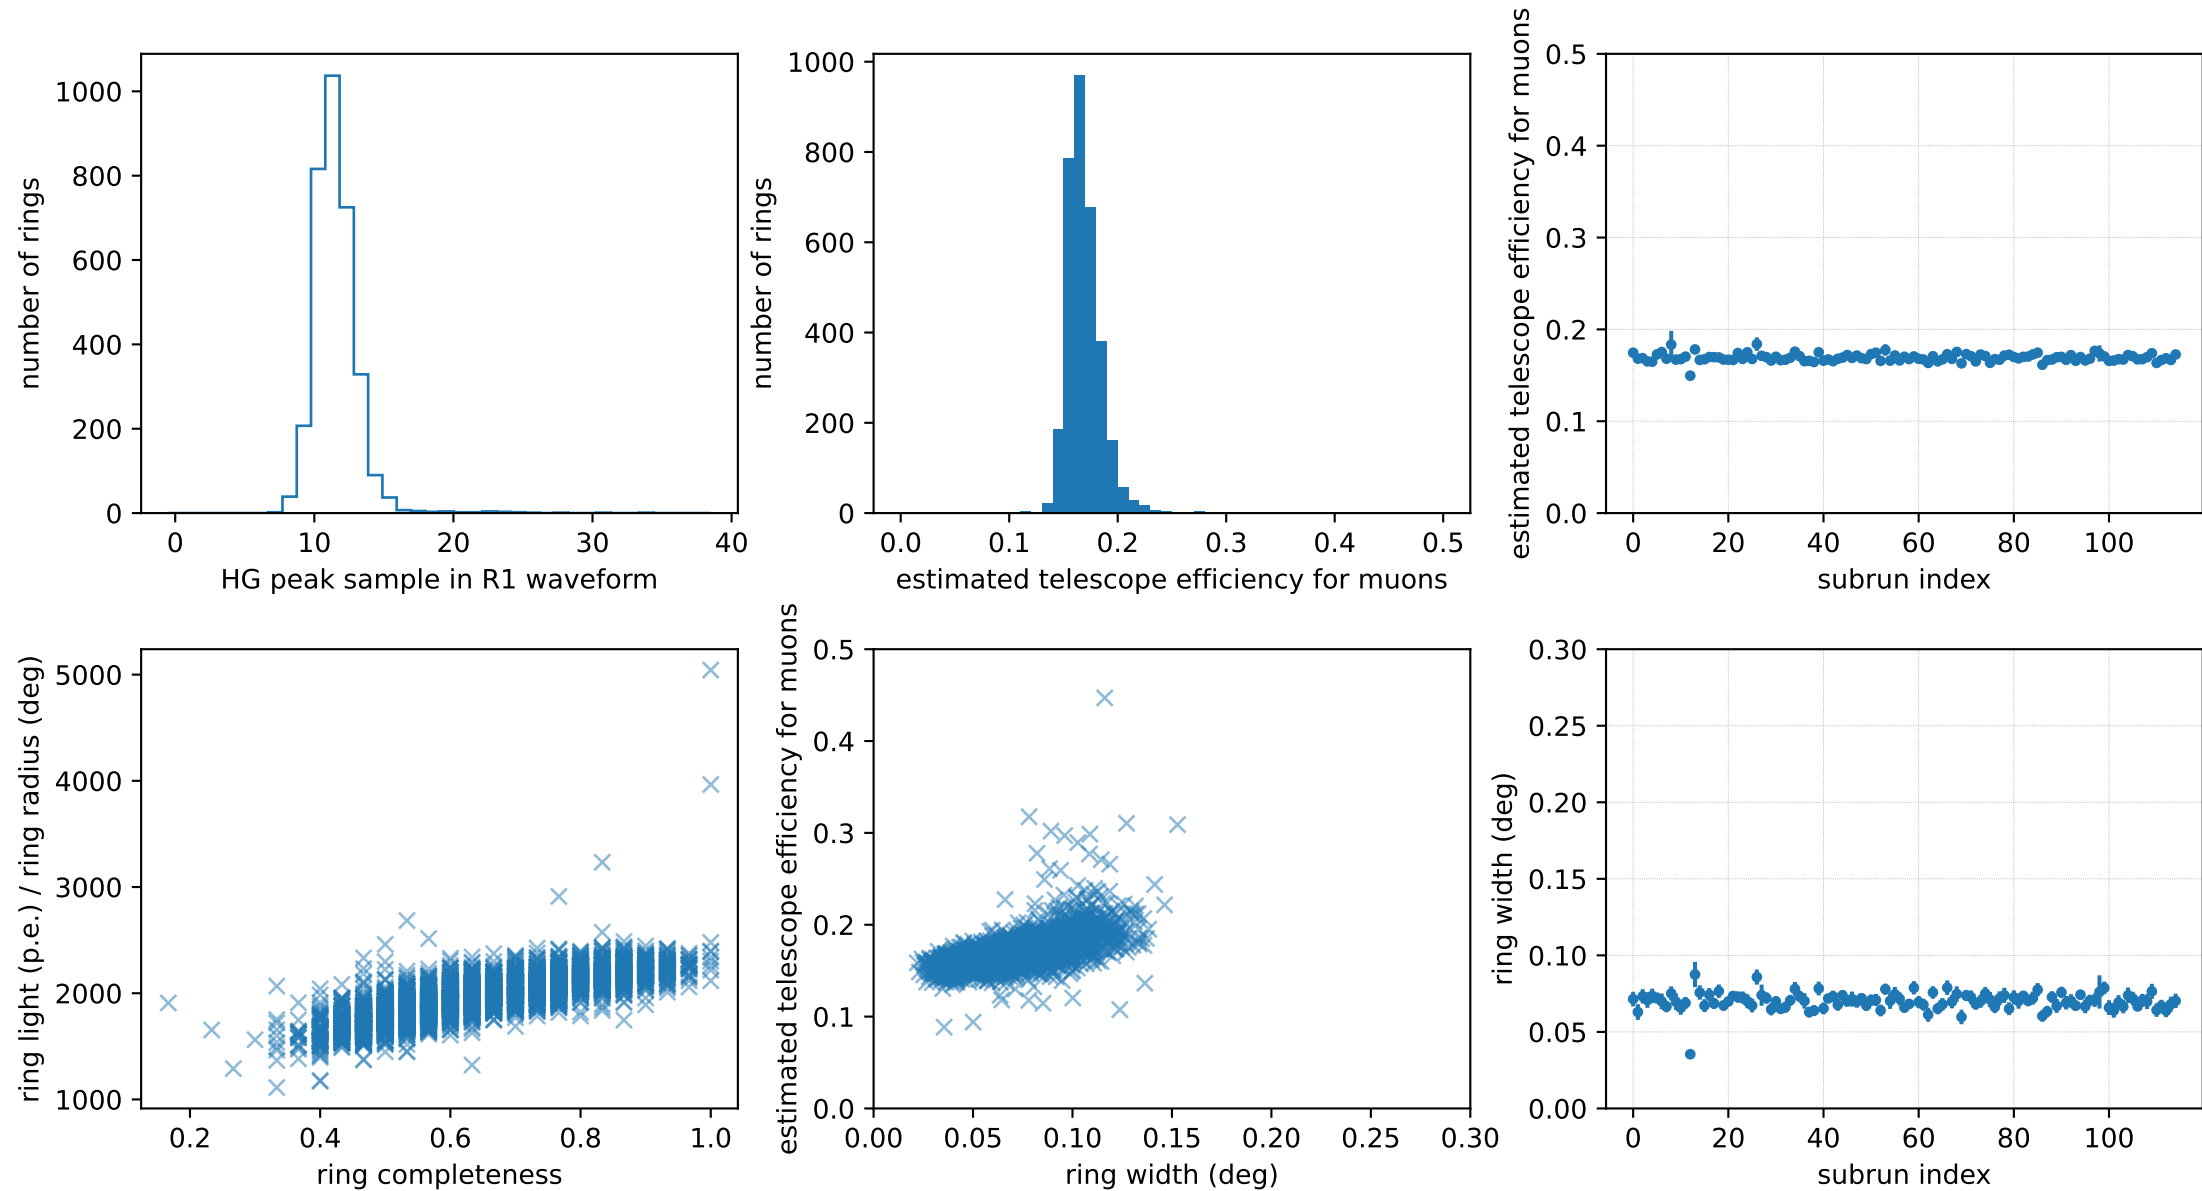 number of rings
1000
800
600
400
200
0
0 10 20 30 40
HG peak sample in R1 waveform
number of rings
1000
800
600
400
200
0
0.0 0.1 0.2 0.3 0.4 0.5
estimated telescope efficiency for muons
estimated telescope efficiency for muons
0.5
0.4
0.3
0.2
0.1
0.0
0 20 40 60 80 100
subrun index
ring light (p.e.) / ring radius (deg)
5000
4000
3000
2000
1000
0.2 0.4 0.6 0.8 1.0
ring completeness
estimated telescope efficiency for muons
0.5
0.4
0.3
0.2
0.1
0.0
0.00 0.05 0.10 0.15 0.20 0.25 0.30
ring width (deg)
ring width (deg)
0.30
0.25
0.20
0.15
0.10
0.05
0.00
0 20 40 60 80 100
subrun index